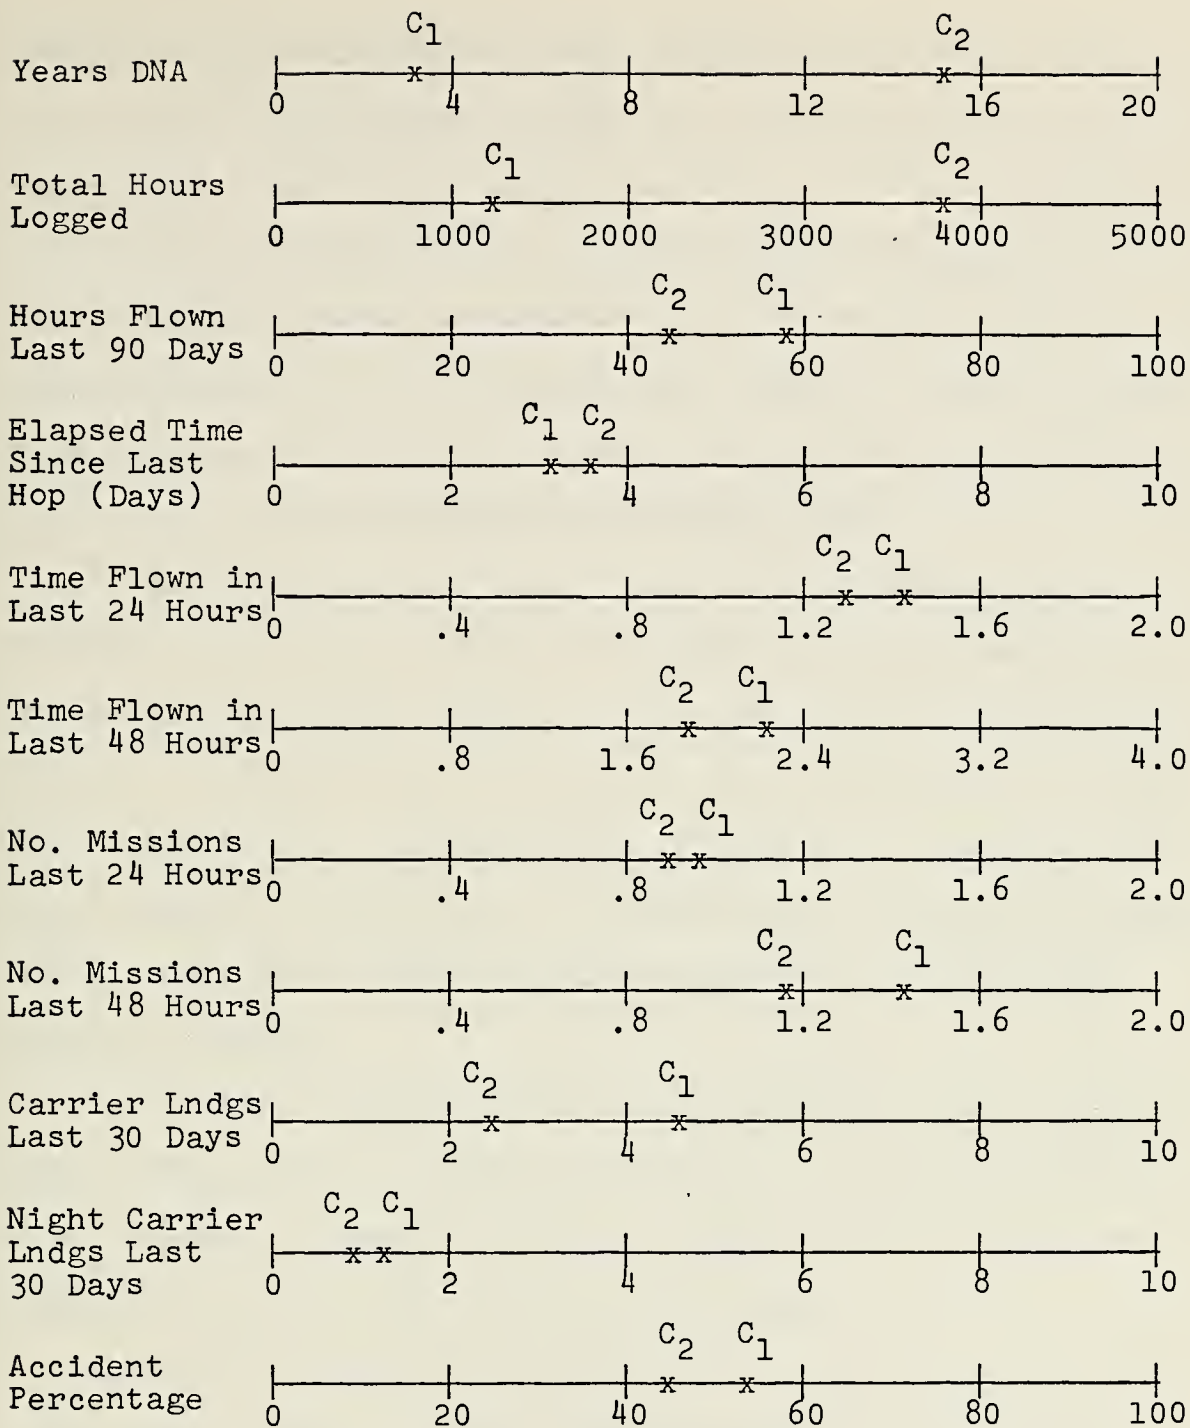 C1 C2
Years DNA
x x
0 4 8 12 16 20
C1 C2
Total Hours
Logged
x x
0 1000 2000 3000 4000 5000
C2 C1
Hours Flown
Last 90 Days
x x
0 20 40 60 80 100
C1 C2
Elapsed Time
Since Last
Hop (Days)
x x
0 2 4 6 8 10
C2 C1
Time Flown in
Last 24 Hours
x x
0 .4 .8 1.2 1.6 2.0
C2 C1
Time Flown in
Last 48 Hours
x x
0 .8 1.6 2.4 3.2 4.0
C2 C1
No. Missions
Last 24 Hours
x x
0 .4 .8 1.2 1.6 2.0
C2 C1
No. Missions
Last 48 Hours
x x
0 .4 .8 1.2 1.6 2.0
C2 C1
Carrier Lndgs
Last 30 Days
x x
0 2 4 6 8 10
C2 C1
Night Carrier
Lndgs Last
30 Days
x x
0 2 4 6 8 10
C2 C1
Accident
Percentage
x x
0 20 40 60 80 100